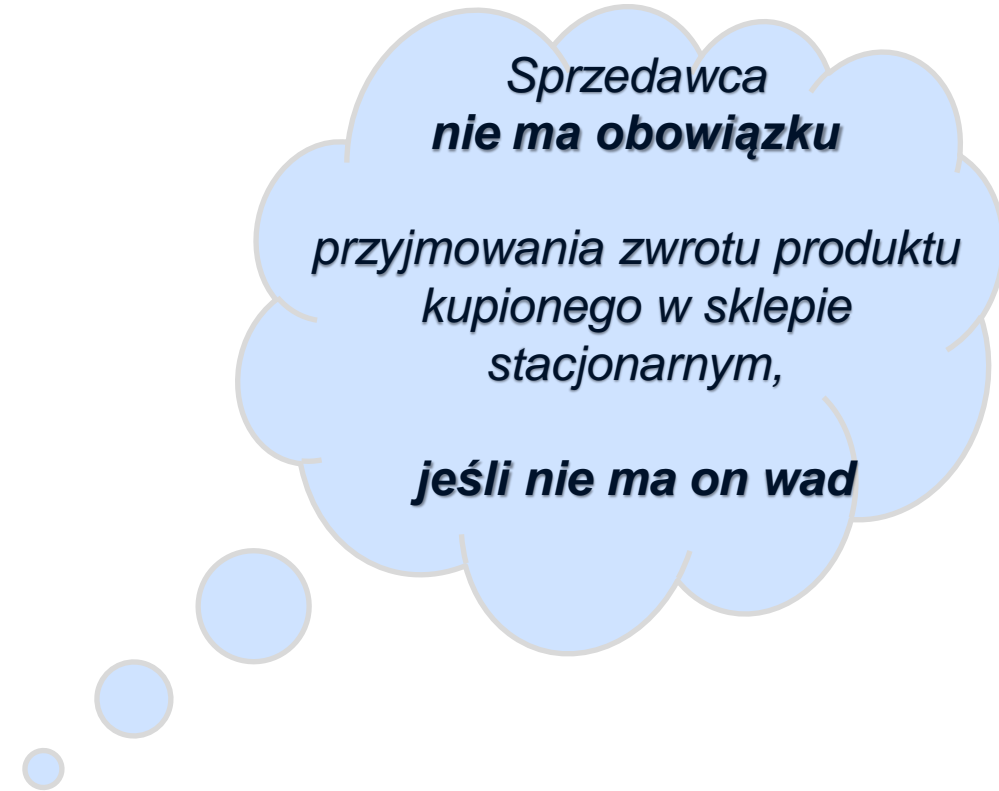 Sprzedawca
nie ma obowiązku
przyjmowania zwrotu produktu
kupionego w sklepie
stacjonarnym,
jeśli nie ma on wad